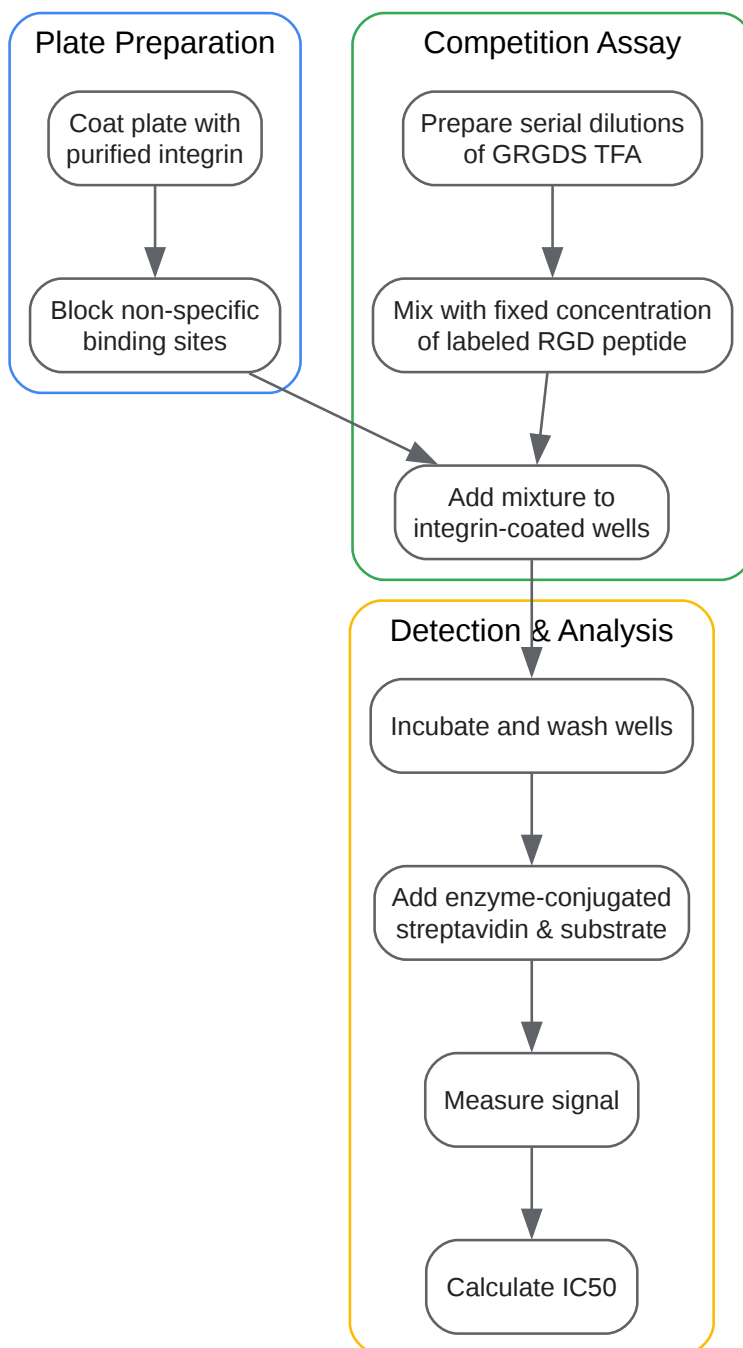 Plate Preparation
Coat plate with
purified integrin
Block non-specific
binding sites
Competition Assay
Prepare serial dilutions
of GRGDS TFA
Mix with fixed concentration
of labeled RGD peptide
Add mixture to
integrin-coated wells
Detection & Analysis
Incubate and wash wells
Add enzyme-conjugated
streptavidin & substrate
Measure signal
Calculate IC50